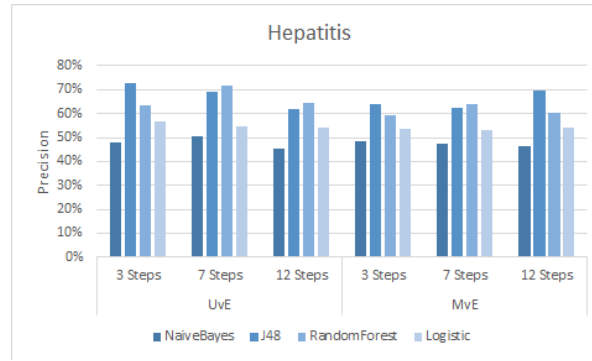 Hepatitis
80%
70%
60%
50%
40%
30%
20%
10%
0%
Precision
3 Steps 7 Steps 12 Steps 3 Steps 7 Steps 12 Steps
UvE MvE
NaiveBayes J48 RandomForest Logistic